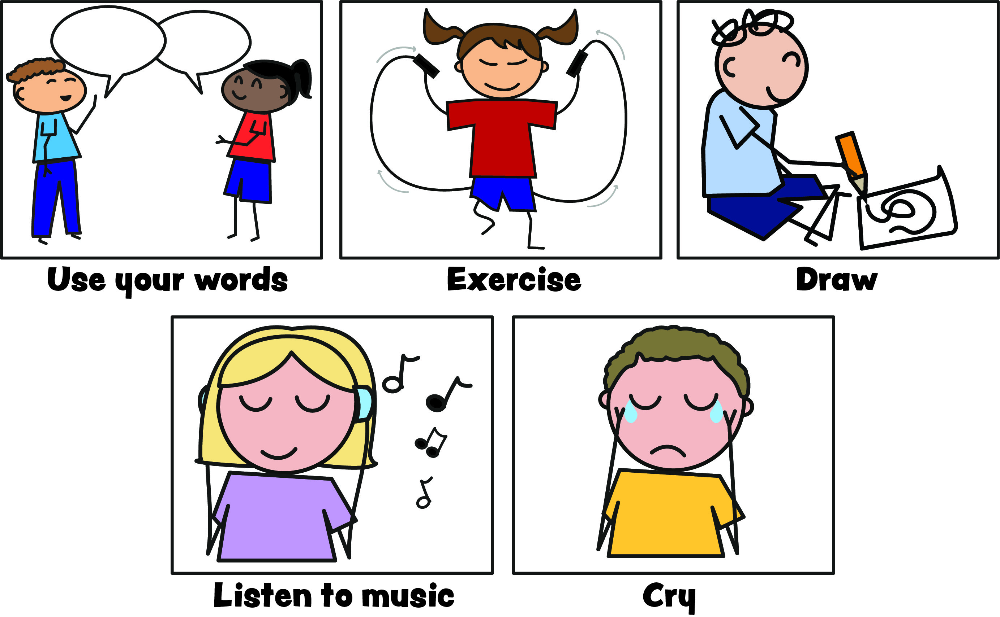 Use your words
Exercise
Draw
Listen to music
Cry